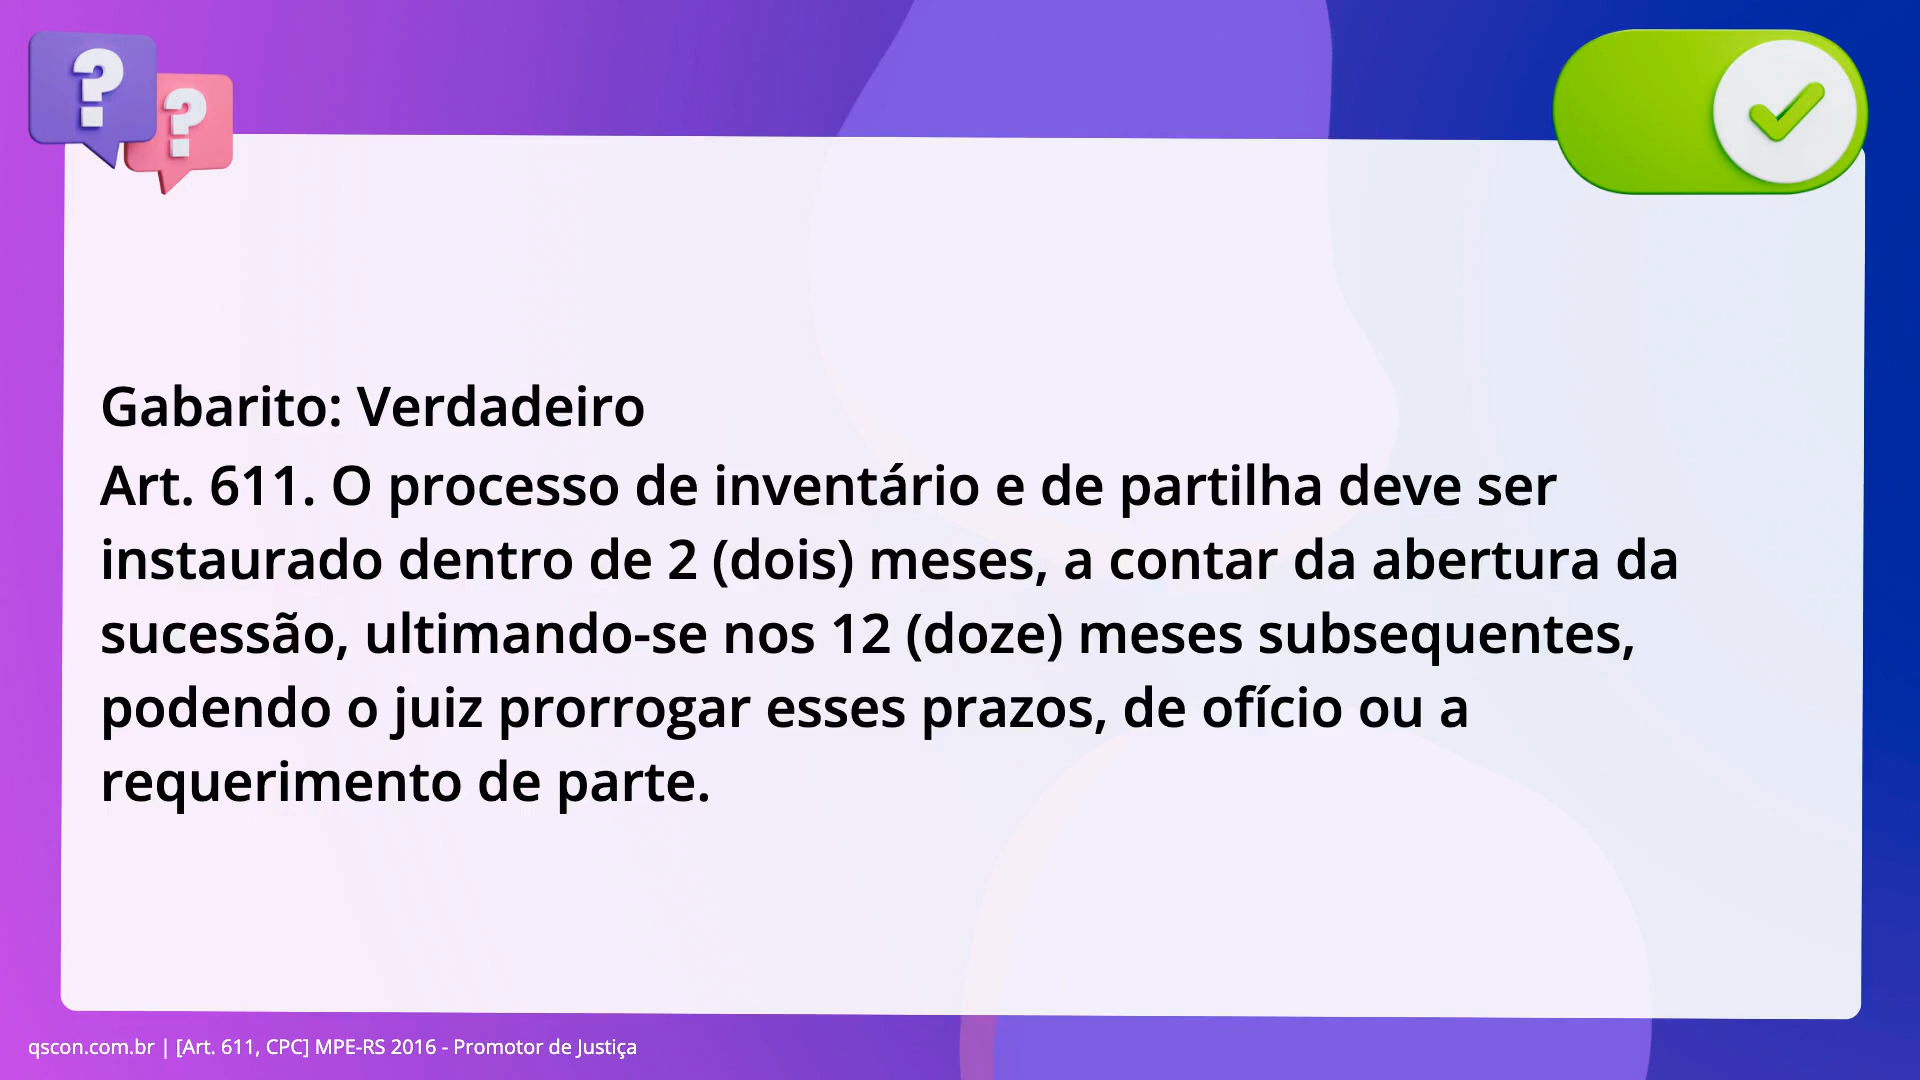 Gabarito: Verdadeiro
Art. 611. O processo de inventário e de partilha deve ser
instaurado dentro de 2 (dois) meses, a contar da abertura da
sucessão, ultimando-se nos 12 (doze) meses subsequentes,
podendo o juiz prorrogar esses prazos, de ofício ou a
requerimento de parte.
qscon.com.br | [Art. 611, CPC] MPE-RS 2016 - Promotor de Justiça